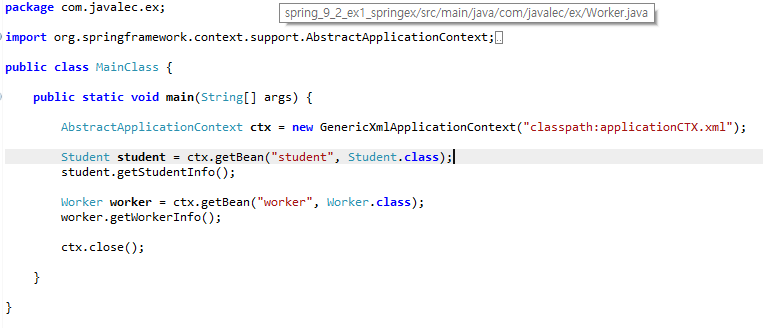 package com.javalec.ex;
spring_9_2_ex1_springex/src/main/java/com/javalec/ex/Worker.java
import org.springframework.context.support.AbstractApplicationContext;
public class MainClass {
public static void main(String[] args) {
AbstractApplicationContext ctx = new GenericXmlApplicationContext("classpath:applicationCTX.xml");
Student student = ctx.getBean("student", Student.class);
student.getStudentInfo();
Worker worker = ctx.getBean("worker", Worker.class);
worker.getWorkerInfo();
ctx.close();
}
}